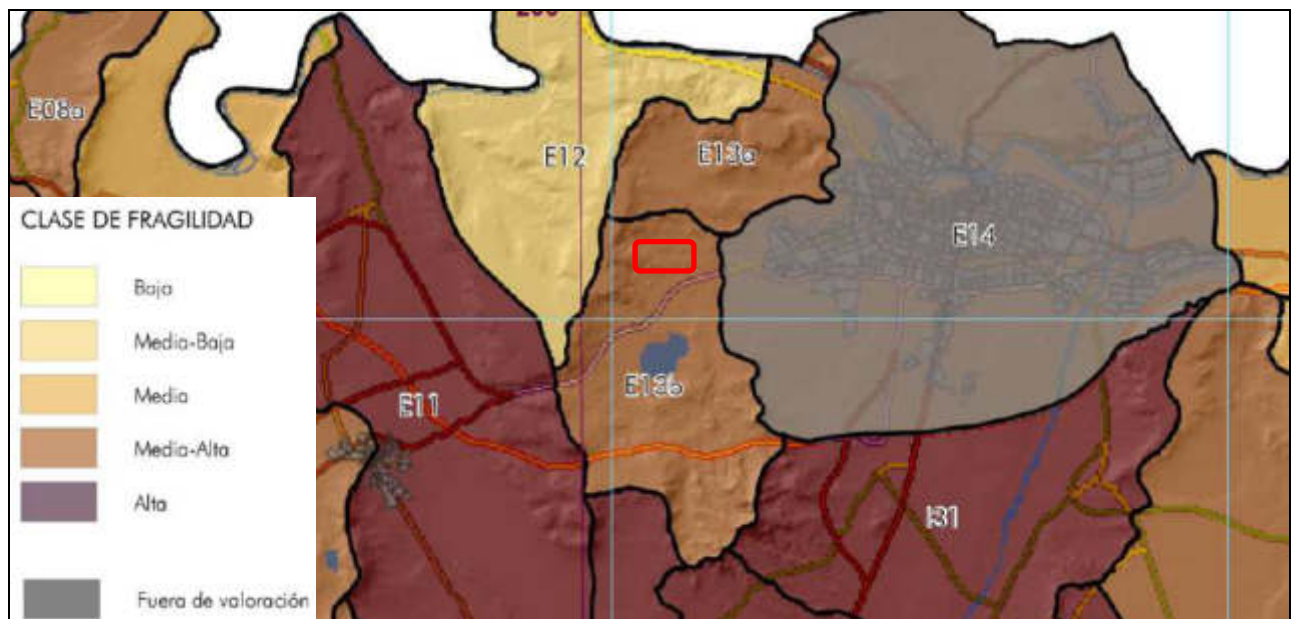 E08a
E12
E13a
E14
CLASE DE FRAGILIDAD
Baja
Media-Baja
Media
Media-Alta
Alta
Fuera de valoración
E13b
E11
I31